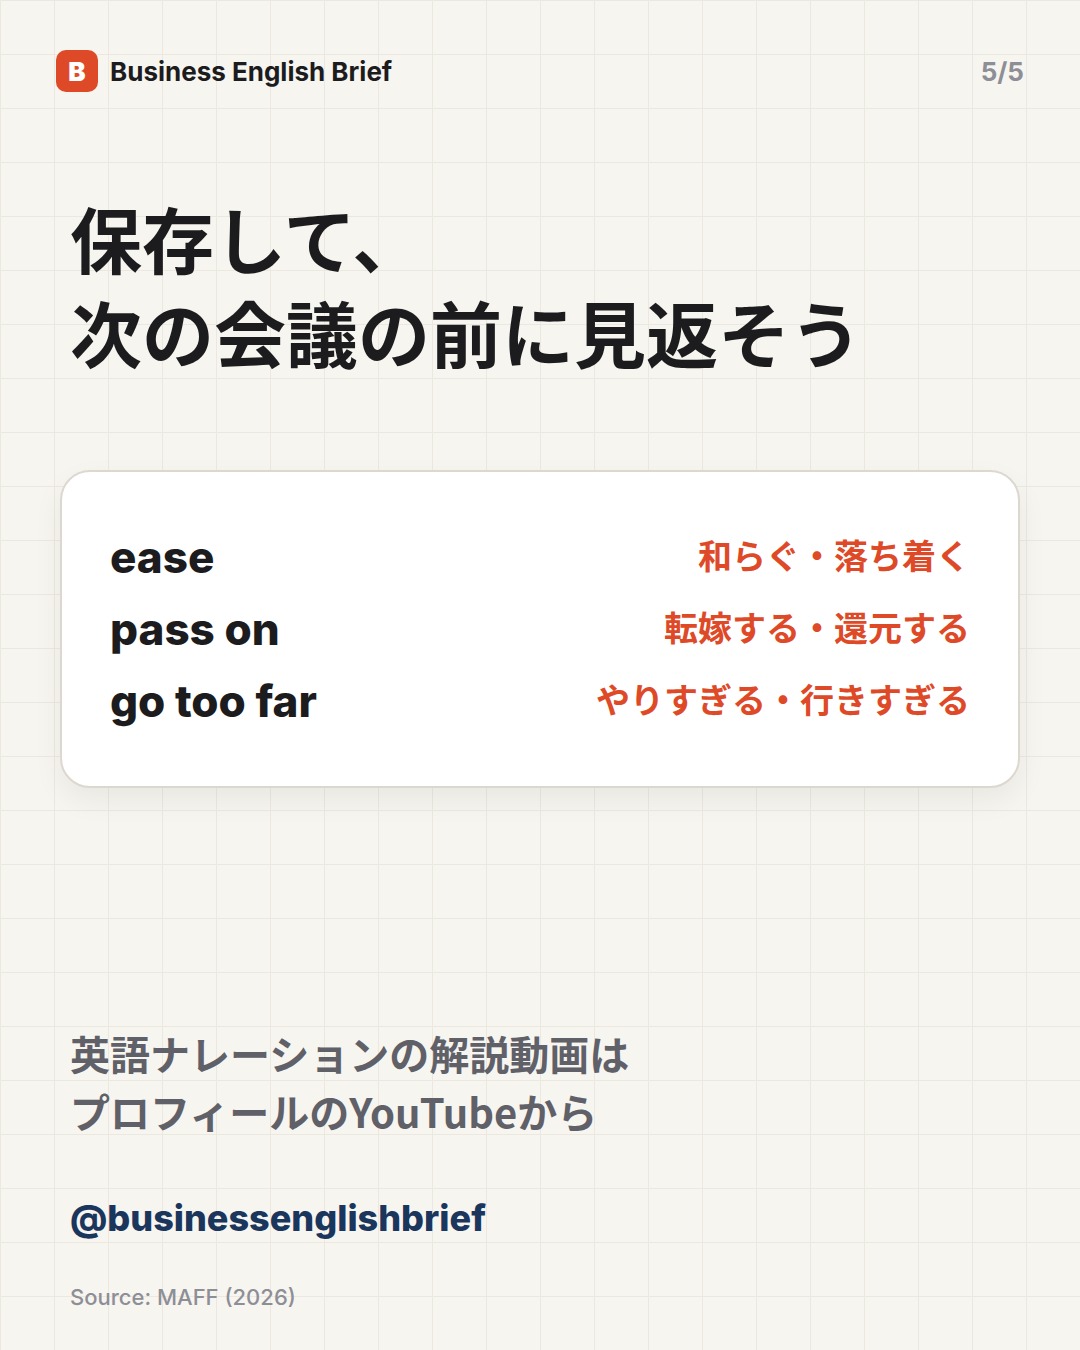 B Business English Brief 5/5
保存して、
次の会議の前に見返そう
ease 和らぐ・落ち着く
pass on 転嫁する・還元する
go too far やりすぎる・行きすぎる
英語ナレーションの解説動画は
プロフィールのYouTubeから
@businessenglishbrief
Source: MAFF (2026)